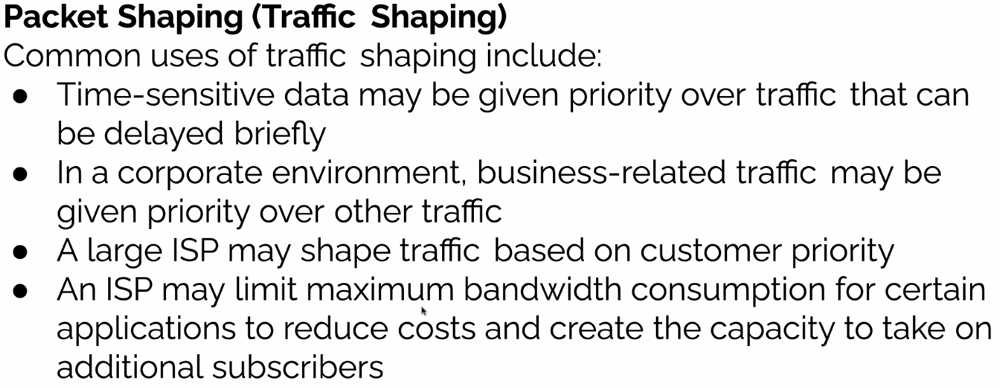 Packet Shaping (Traffic Shaping)
Common uses of traffic shaping include:
● Time-sensitive data may be given priority over traffic that can
be delayed briefly
● In a corporate environment, business-related traffic may be
given priority over other traffic
● A large ISP may shape traffic based on customer priority
● An ISP may limit maximum bandwidth consumption for certain
applications to reduce costs and create the capacity to take on
additional subscribers